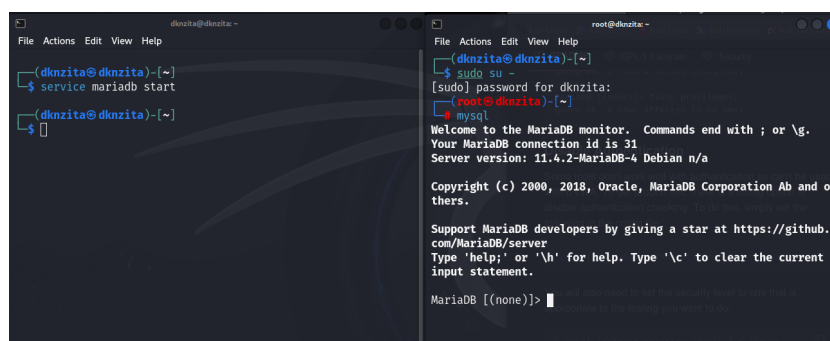 dknzita@dknzita: ~
File Actions Edit View Help
┌──(dknzita㉿dknzita)-[~]
└─$ service mariadb start
┌──(dknzita㉿dknzita)-[~]
└─$
root@dknzita: ~
File Actions Edit View Help
┌──(dknzita㉿dknzita)-[~]
└─$ sudo su -
[sudo] password for dknzita:
┌──(root㉿dknzita)-[~]
└─# mysql
Welcome to the MariaDB monitor.  Commands end with ; or \g.
Your MariaDB connection id is 31
Server version: 11.4.2-MariaDB-4 Debian n/a
Copyright (c) 2000, 2018, Oracle, MariaDB Corporation Ab and o
thers.
Support MariaDB developers by giving a star at https://github.
com/MariaDB/server
Type 'help;' or '\h' for help. Type '\c' to clear the current
input statement.
MariaDB [(none)]>